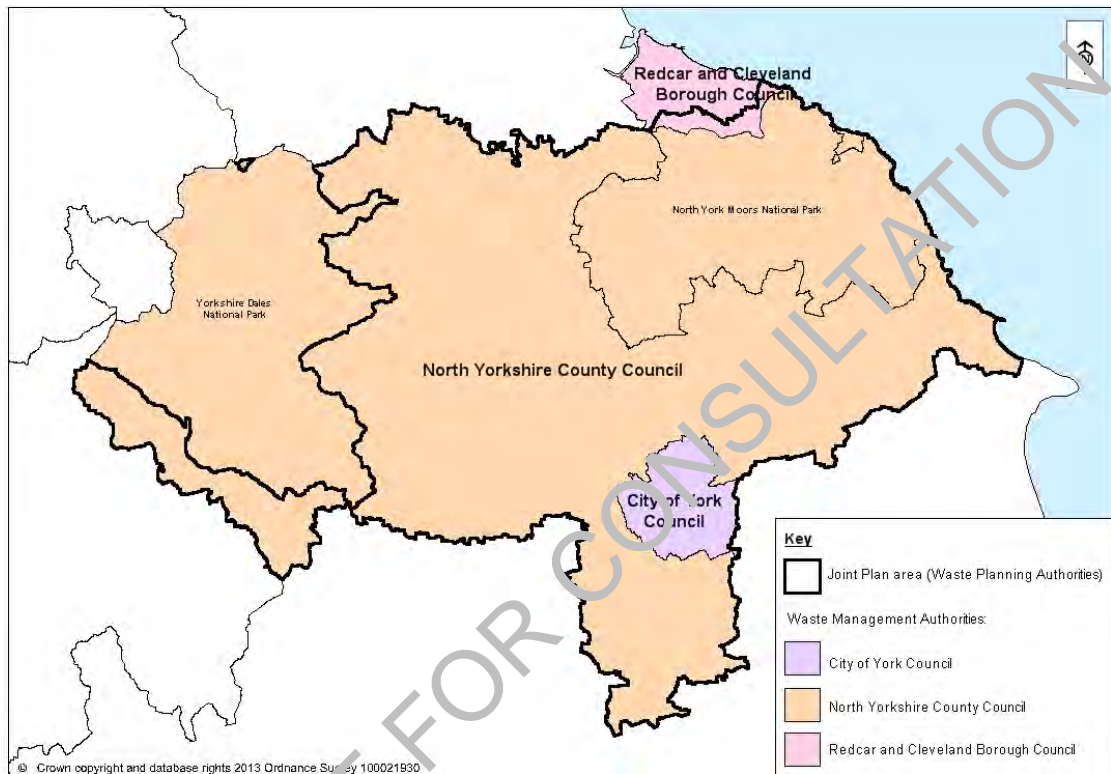 Redcar and Cleveland
Borough Council
North York Moors National Park
Yorkshire Dales
National Park
North Yorkshire County Council
City of York
Council
Key
Joint Plan area (Waste Planning Authorities)
Waste Management Authorities:
City of York Council
North Yorkshire County Council
Redcar and Cleveland Borough Council
© Crown copyright and database rights 2013 Ordnance Survey 100021930
FOR CONSULTATION